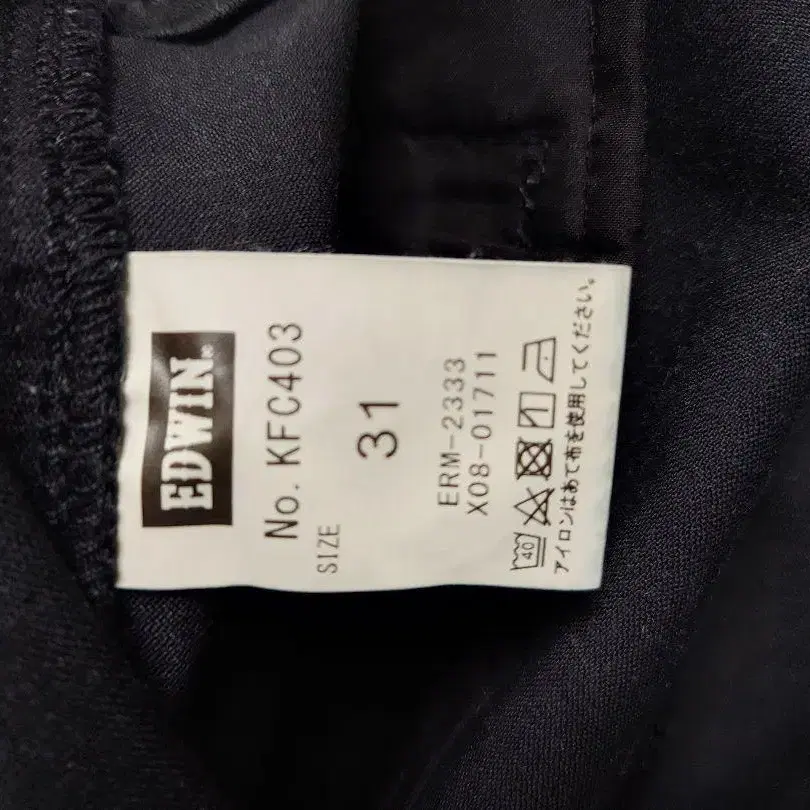 EDWIN
No. KFC403
SIZE
31
ERM-2333
X08-01711
40
アイロンはあて布を使用してください。